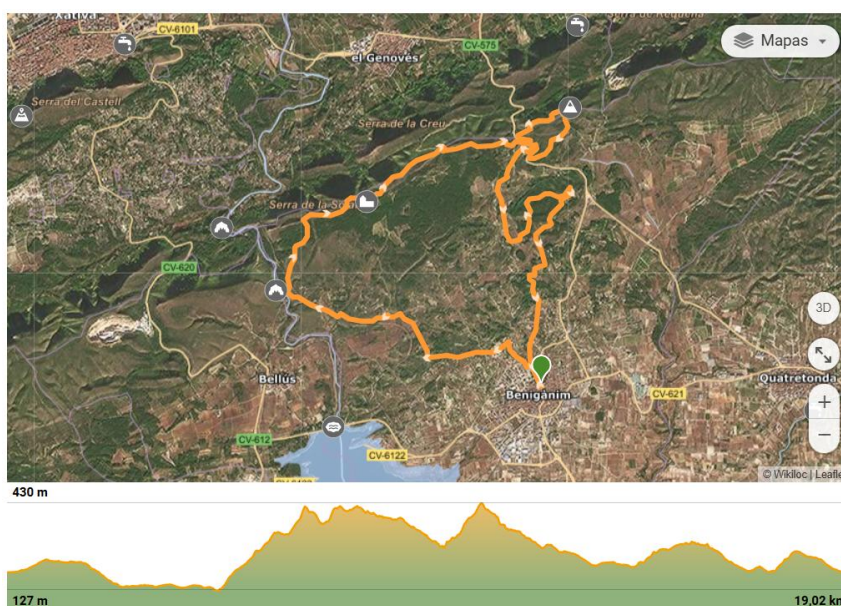 Xàtiva
CV-6101
Serra de Requena
Mapas
el Genovés
CV-575
Serra del Castell
Serra de la Creu
Serra de la
CV-620
3D
Bellús
Benigànim
Quatretonda
CV-621
CV-612
CV-6122
© Wikiloc | Leafle
430 m
127 m
19,02 km